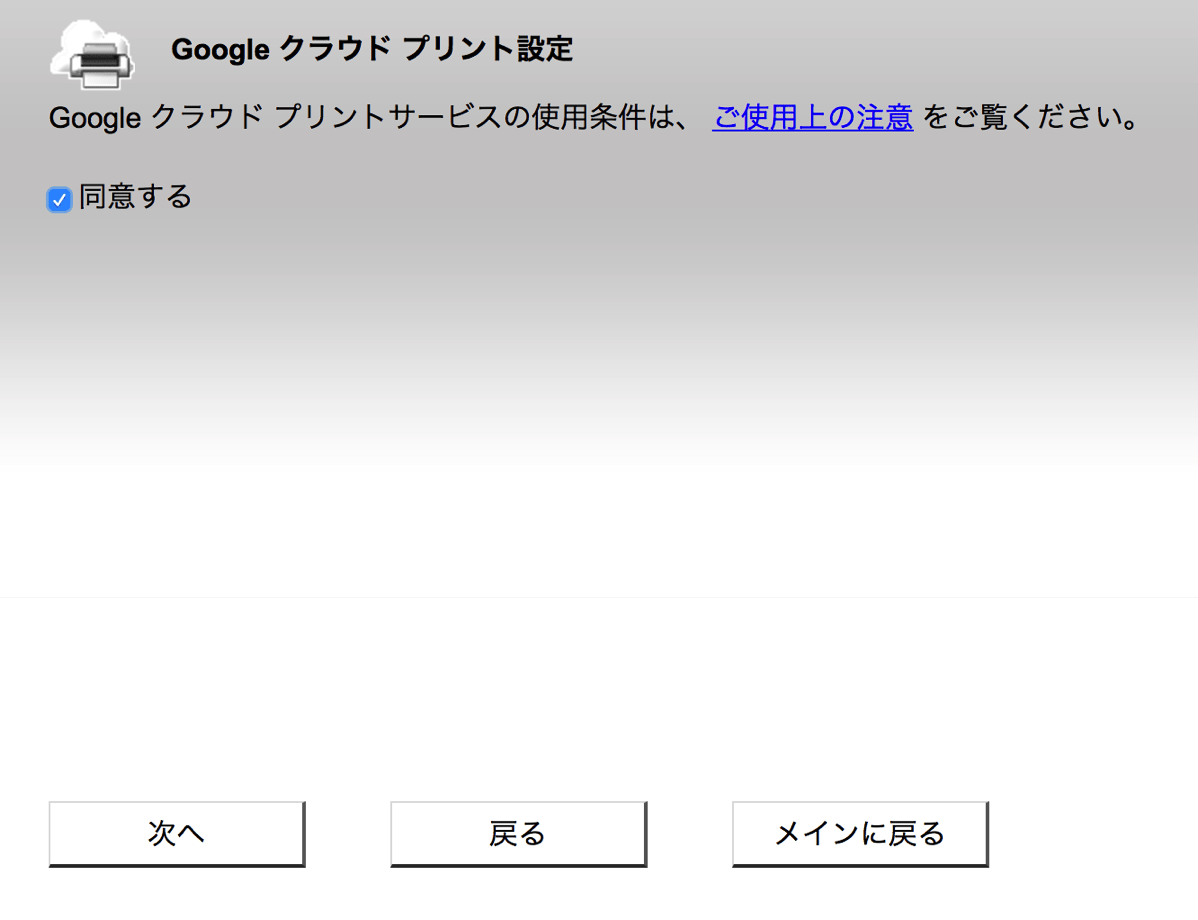 Google クラウド プリント設定
Google クラウド プリントサービスの使用条件は、 ご使用上の注意 をご覧ください。
同意する
次へ
戻る
メインに戻る